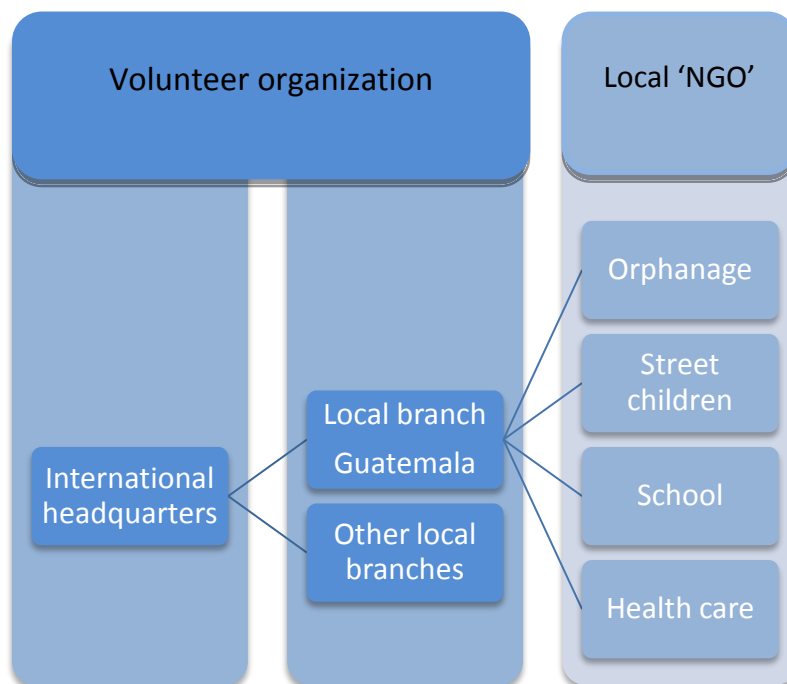 Volunteer organization
Local ‘NGO’
International
headquarters
Local branch
Guatemala
Other local
branches
Orphanage
Street
children
School
Health care